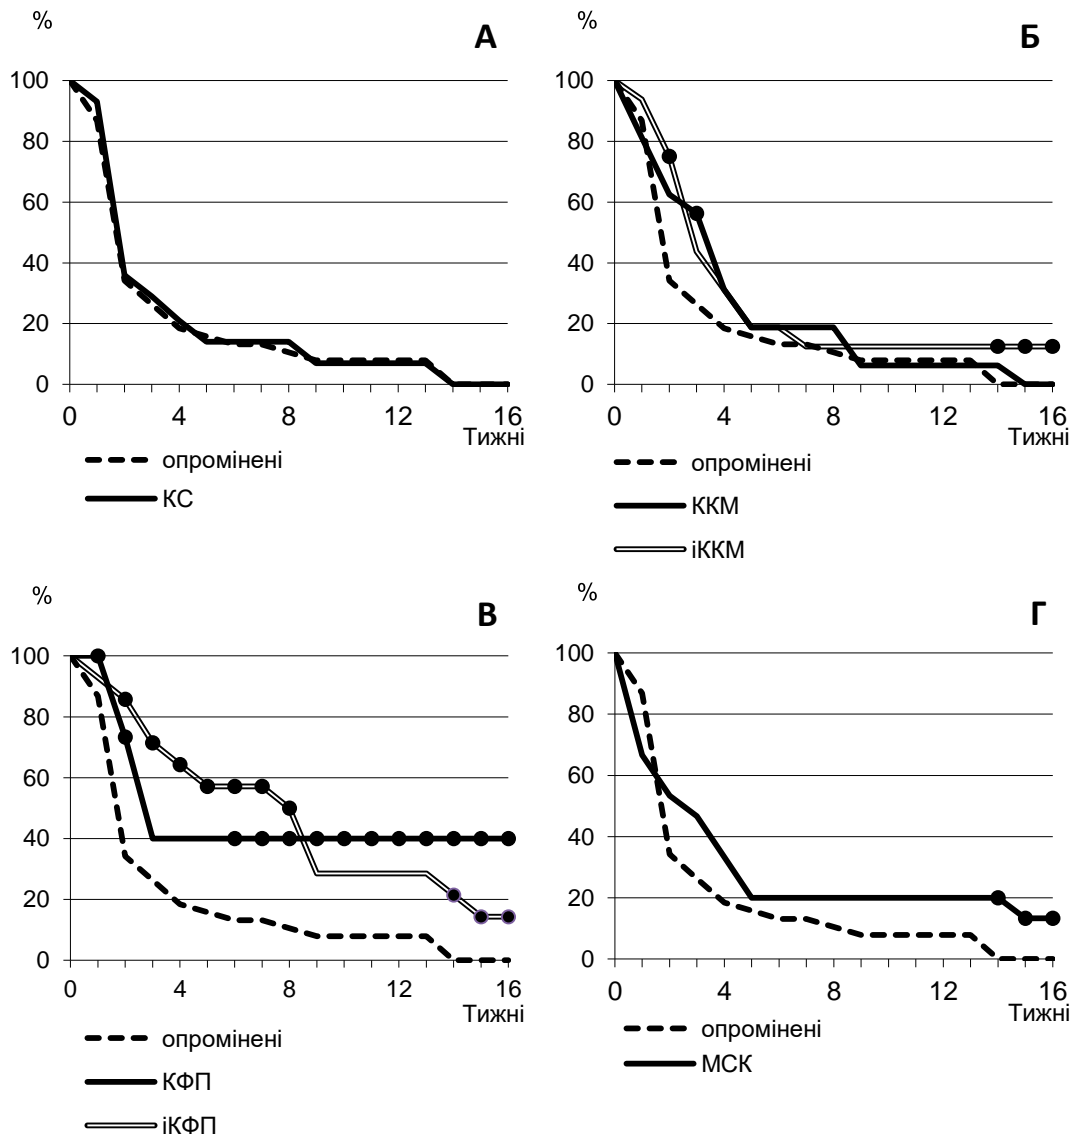 %
А
100
80
60
40
20
0
0 4 8 12 16
Тижні
опромінені
КС
%
Б
100
80
60
40
20
0
0 4 8 12 16
Тижні
опромінені
ККМ
іККМ
%
В
100
80
60
40
20
0
0 4 8 12 16
Тижні
опромінені
КФП
іКФП
%
Г
100
80
60
40
20
0
0 4 8 12 16
Тижні
опромінені
МСК